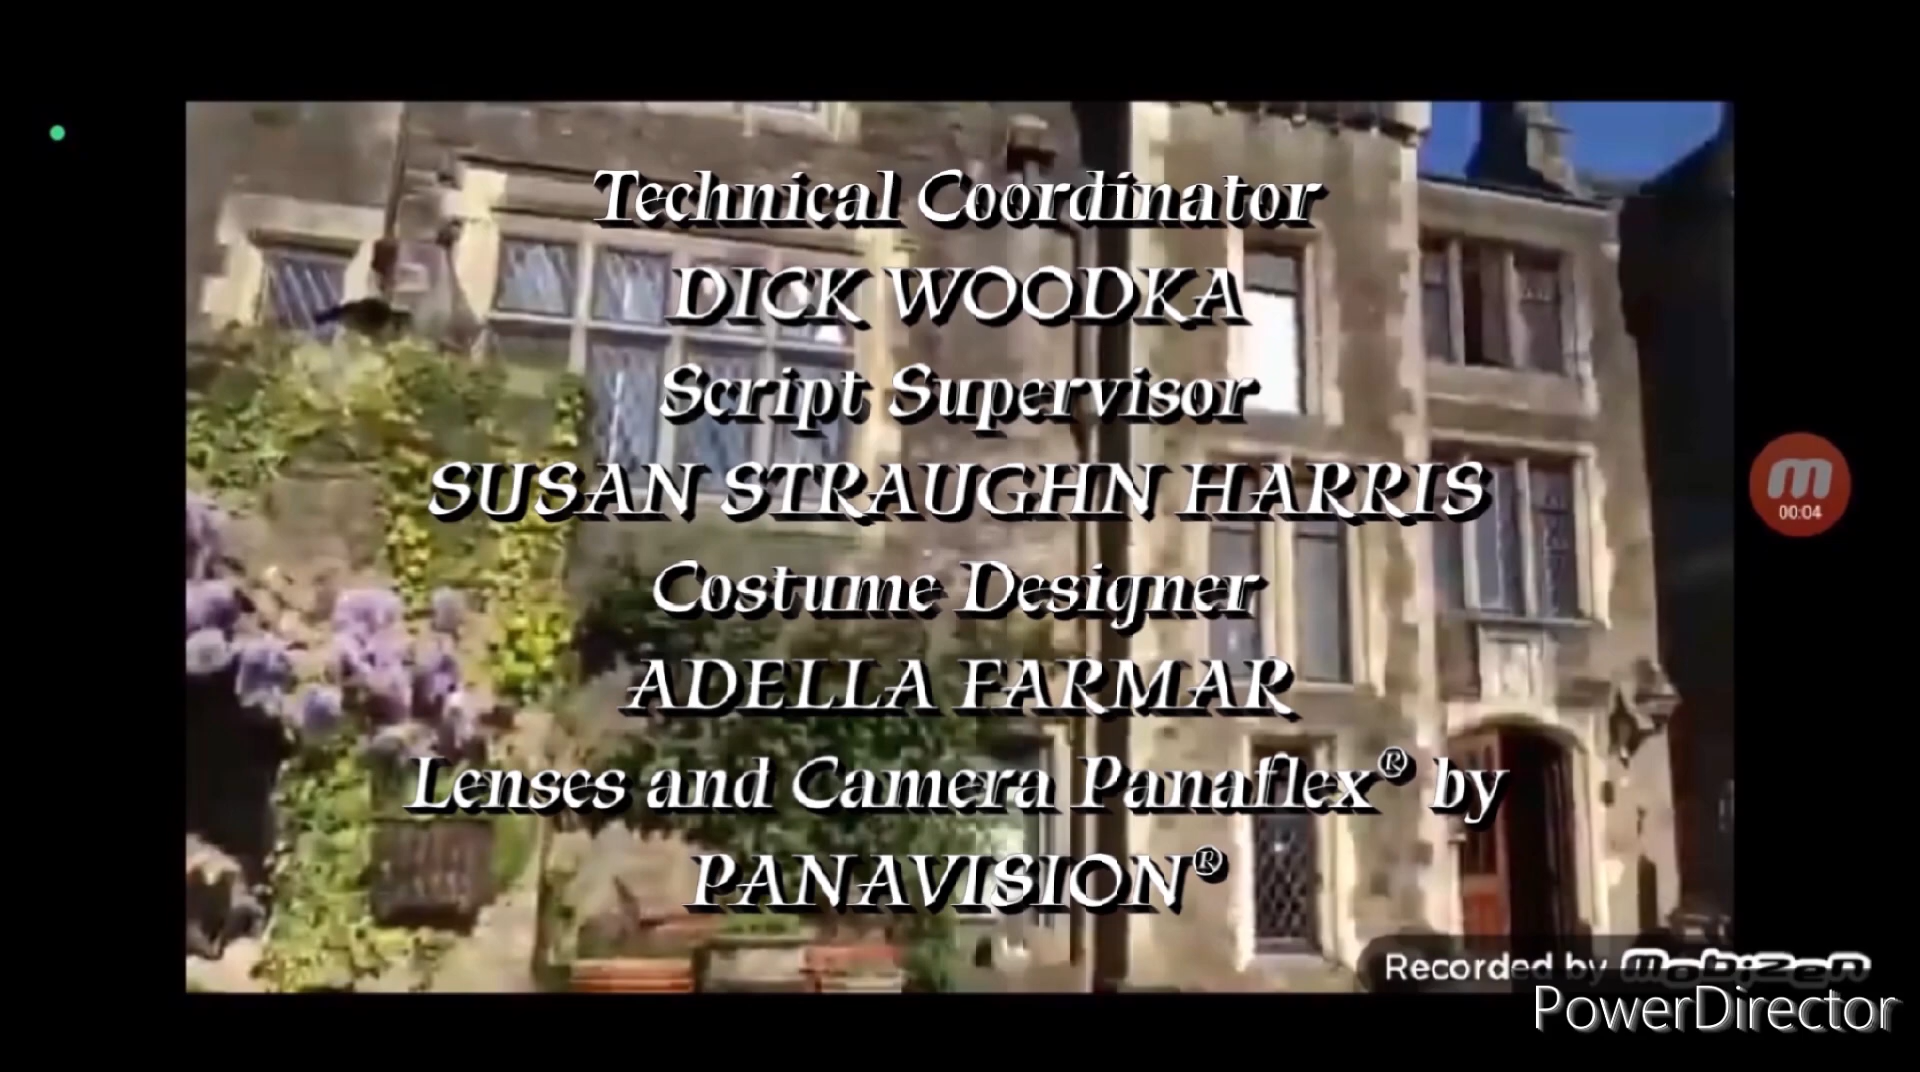 Technical Coordinator
DICK WOODKA
Script Supervisor
SUSAN STRAUGHN HARRIS
Costume Designer
ADELLA FARMAR
Lenses and Camera Panaflex® by
PANAVISION®
00:04
Recorded by mobizen
PowerDirector